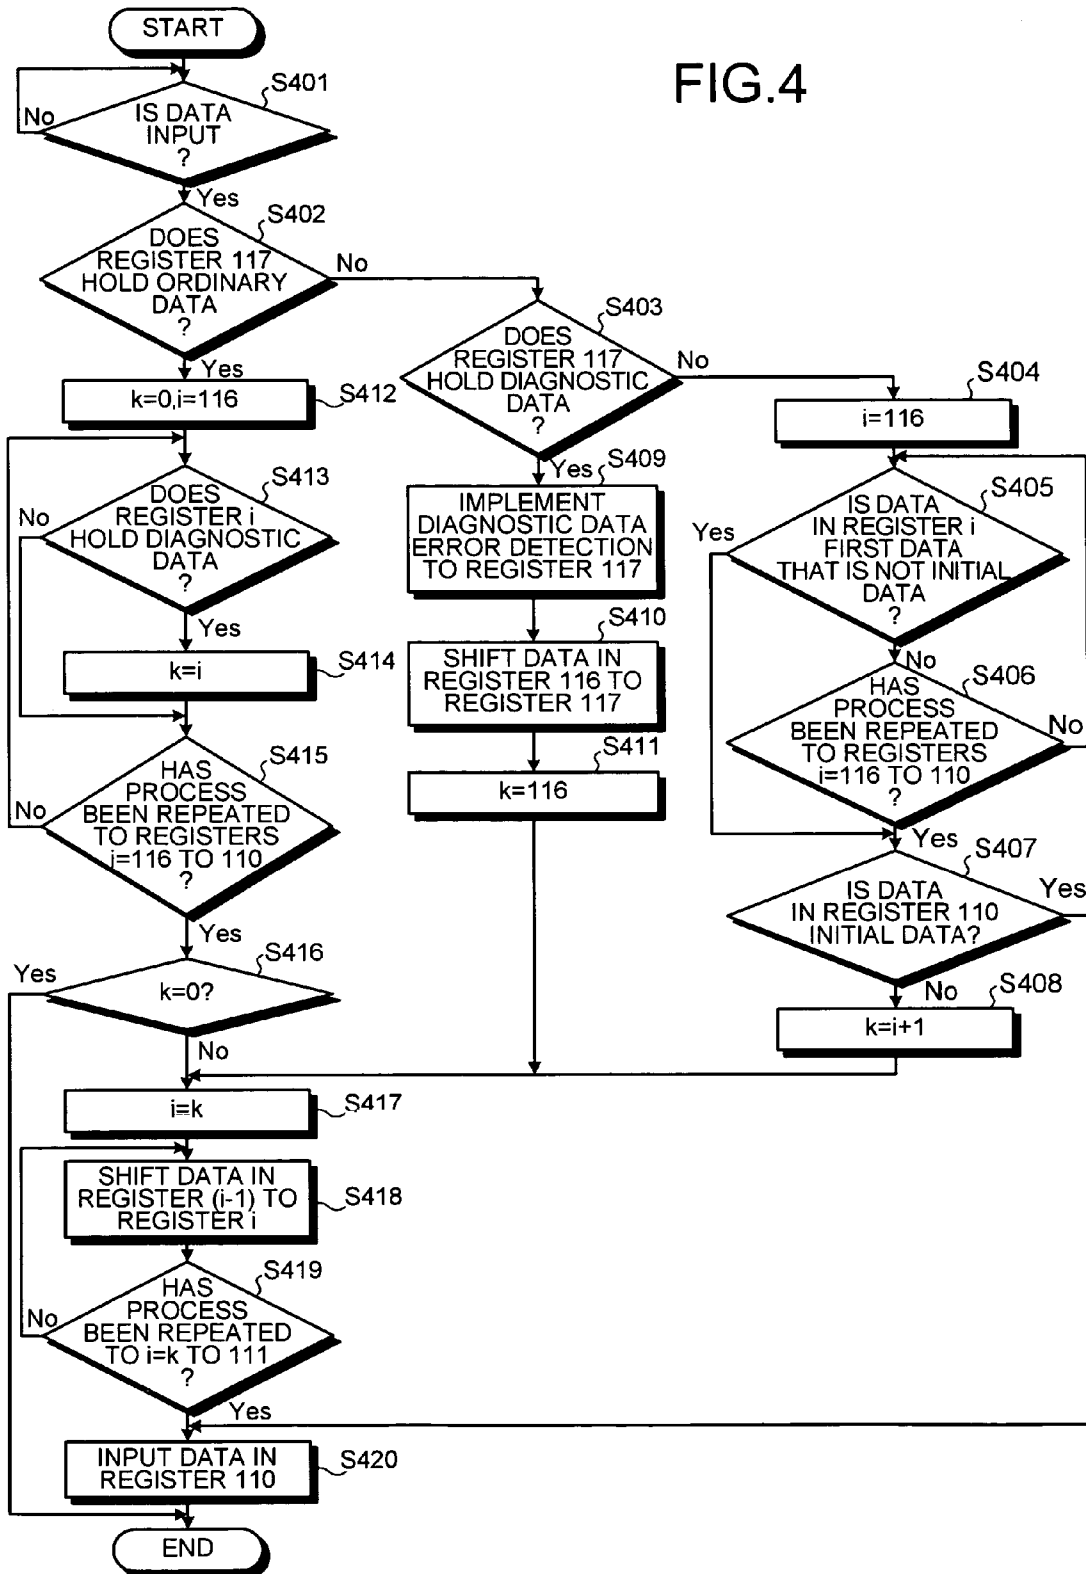 FIG.4
START
S401
IS DATA
INPUT
?
No
Yes
S402
DOES
REGISTER 117
HOLD ORDINARY
DATA
?
No
Yes
S403
DOES
REGISTER 117
HOLD DIAGNOSTIC
DATA
?
No
Yes
S404
i=116
S405
IS DATA
IN REGISTER i
FIRST DATA
THAT IS NOT INITIAL
DATA
?
Yes
No
S406
HAS
PROCESS
BEEN REPEATED
TO REGISTERS
i=116 TO 110
?
No
Yes
S407
IS DATA
IN REGISTER 110
INITIAL DATA?
Yes
No
S408
k=i+1
S409
IMPLEMENT
DIAGNOSTIC DATA
ERROR DETECTION
TO REGISTER 117
S410
SHIFT DATA IN
REGISTER 116 TO
REGISTER 117
S411
k=116
k=0,i=116
S412
S413
DOES
REGISTER i
HOLD DIAGNOSTIC
DATA
?
No
Yes
k=i
S414
S415
HAS
PROCESS
BEEN REPEATED
TO REGISTERS
i=116 TO 110
?
No
Yes
S416
k=0?
Yes
No
i=k
S417
SHIFT DATA IN
REGISTER (i-1) TO
REGISTER i
S418
S419
HAS
PROCESS
BEEN REPEATED
TO i=k TO 111
?
No
Yes
INPUT DATA IN
REGISTER 110
S420
END